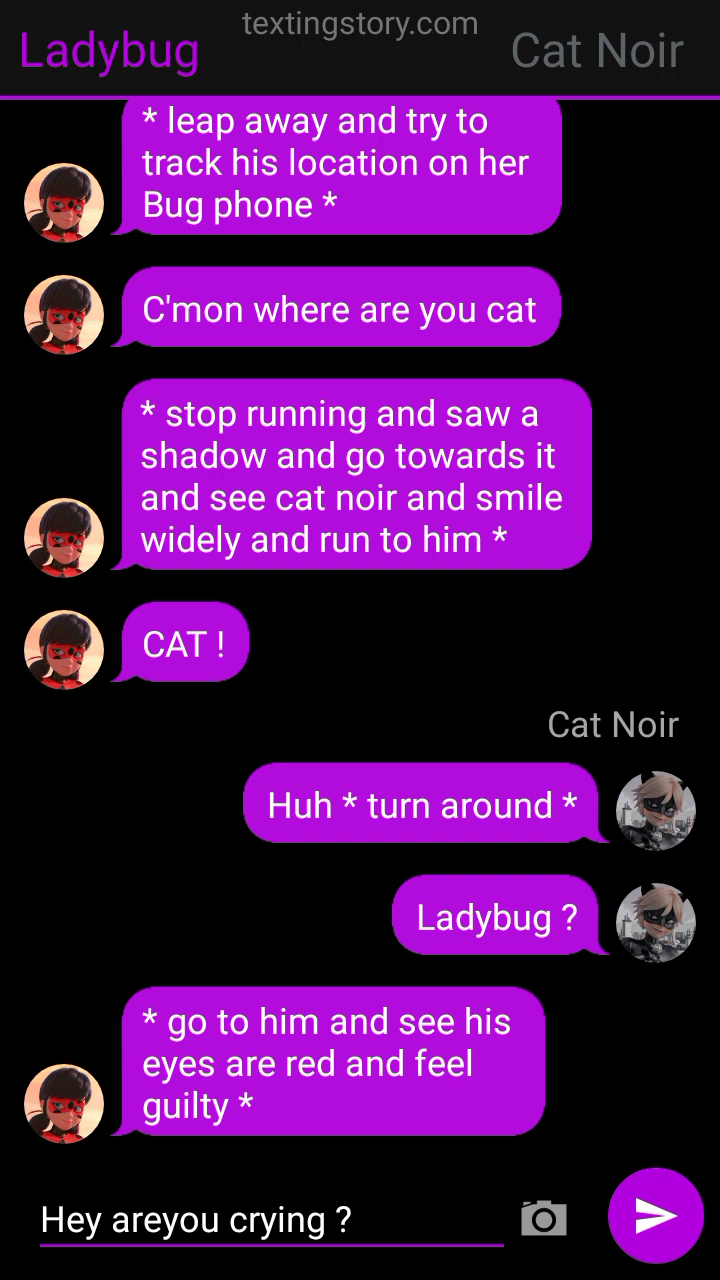 textingstory.com
Ladybug
Cat Noir
* leap away and try to
track his location on her
Bug phone *
C'mon where are you cat
* stop running and saw a
shadow and go towards it
and see cat noir and smile
widely and run to him *
CAT !
Cat Noir
Huh * turn around *
Ladybug ?
* go to him and see his
eyes are red and feel
guilty *
Hey areyou crying ?